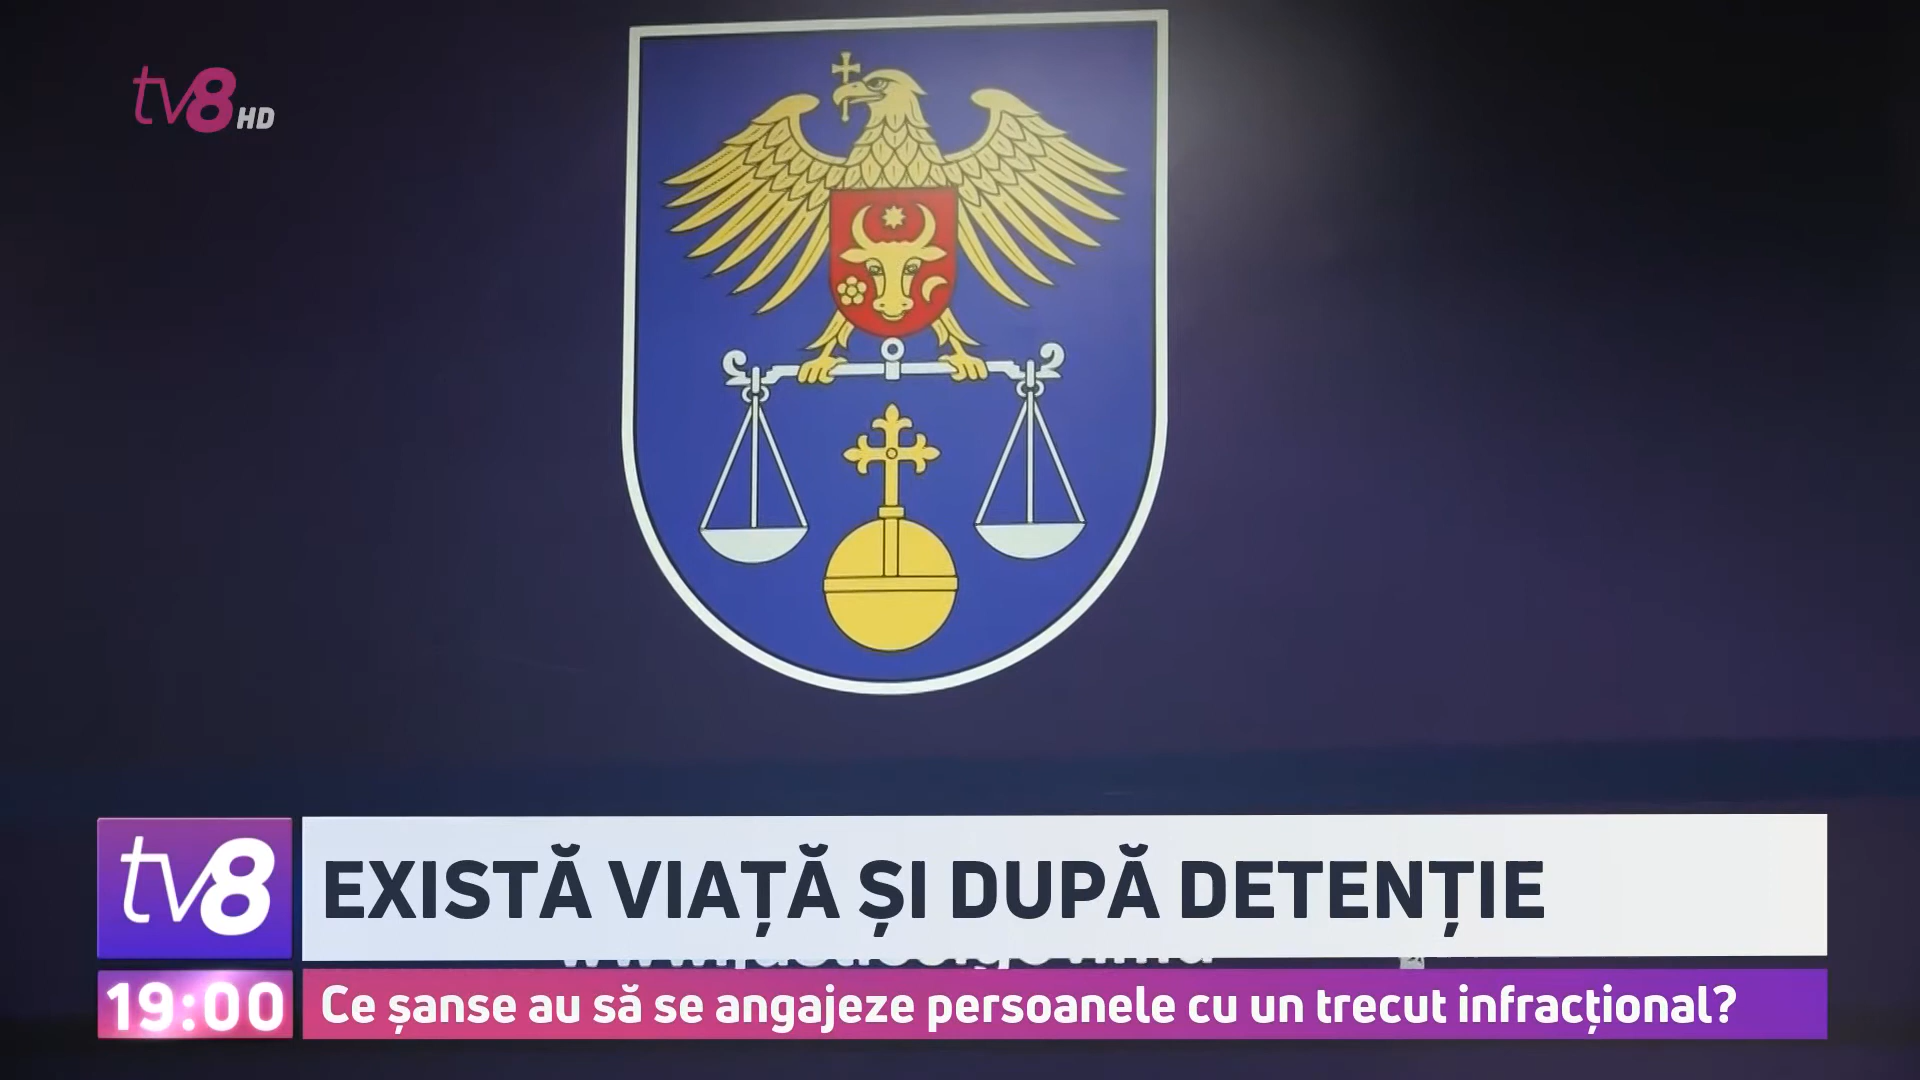 tv8 HD
tv8
EXISTĂ VIAȚĂ ȘI DUPĂ DETENȚIE
19:00
Ce șanse au să se angajeze persoanele cu un trecut infracțional?